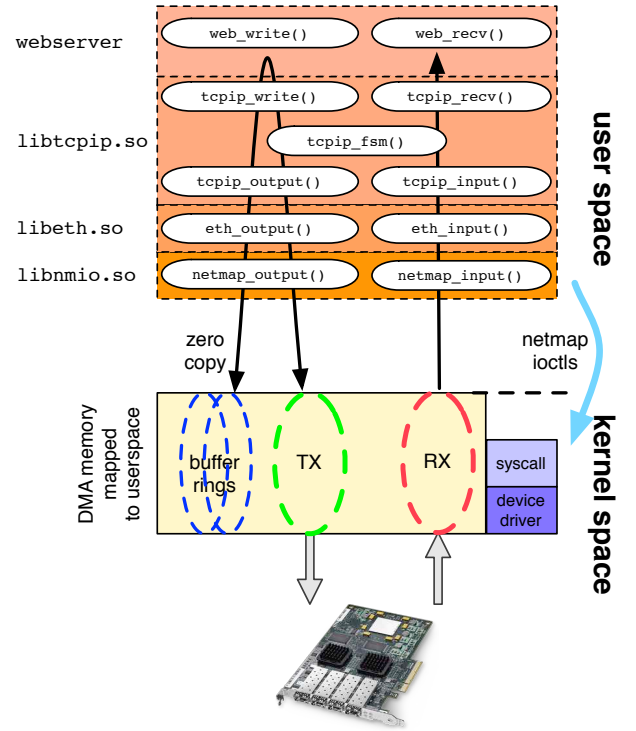 webserver
web_write()
web_recv()
libtcpip.so
tcpip_write()
tcpip_recv()
tcpip_fsm()
tcpip_output()
tcpip_input()
libeth.so
eth_output()
eth_input()
libnmio.so
netmap_output()
netmap_input()
user space
zero
copy
netmap
ioctls
DMA memory
mapped
to userspace
buffer
rings
TX
RX
syscall
device
driver
kernel space